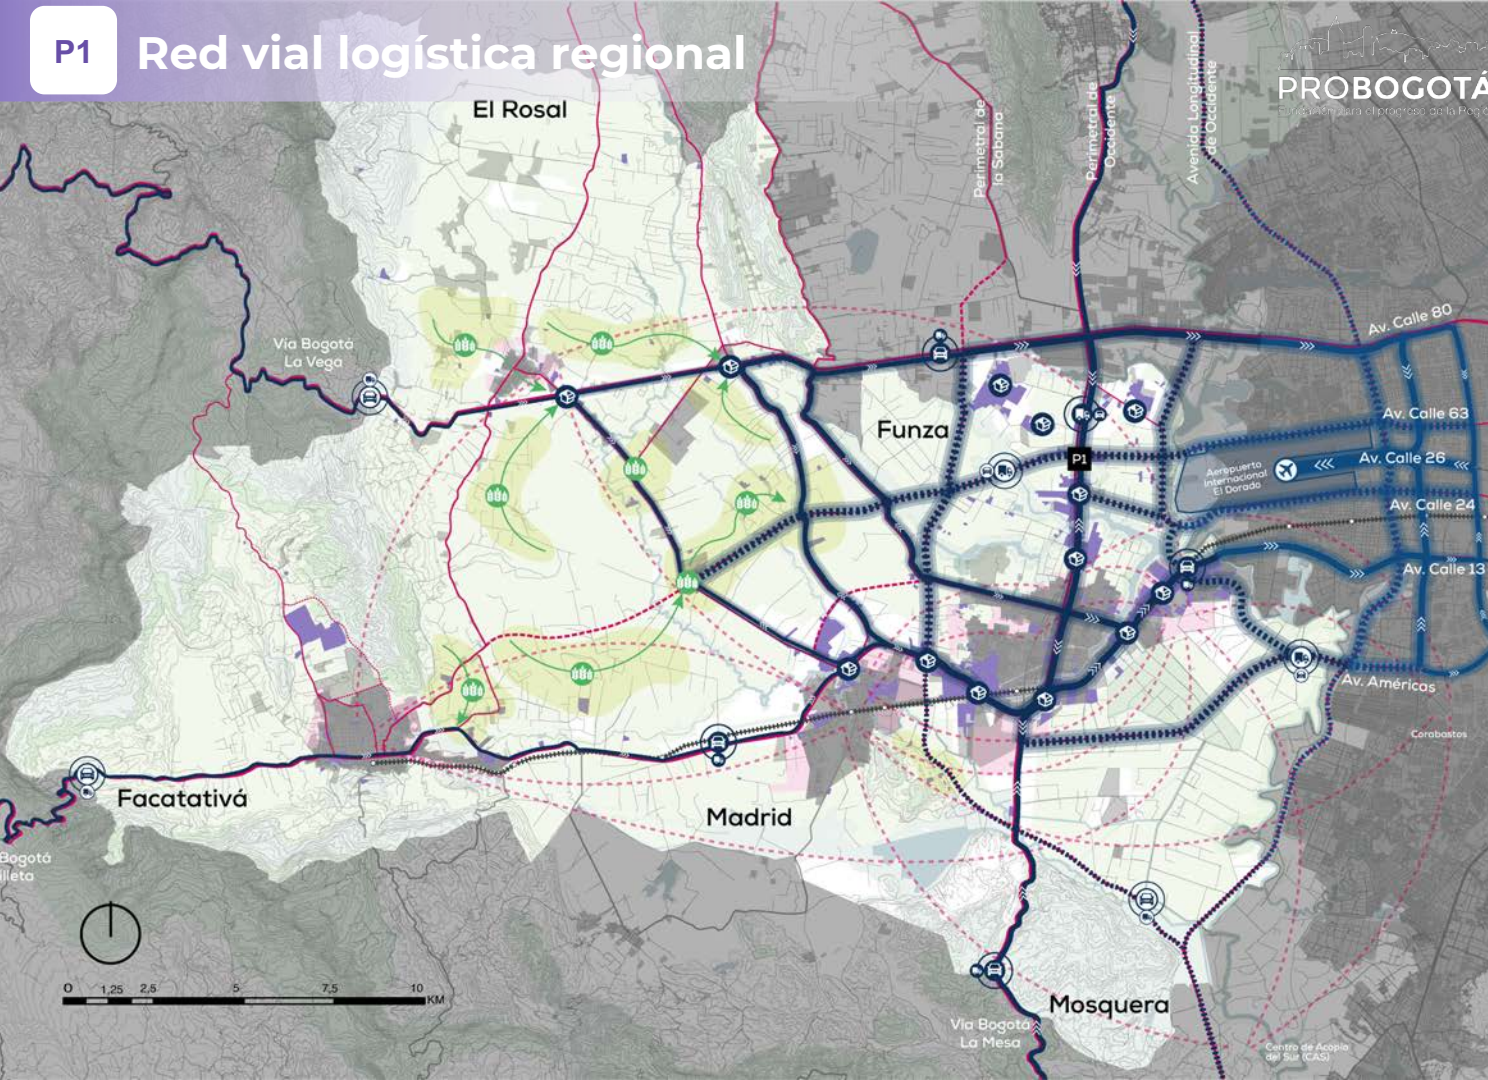 P1 Red vial logística regional
El Rosal
PROBOGOTÁ
Perimetral de
la Sabana
Perimetral de
Occidente
Avenida Longitudinal
de Occidente
Vía Bogotá
La Vega
Av. Calle 80
Funza
Av. Calle 63
P1
Av. Calle 26
Aeropuerto
Internacional
El Dorado
Av. Calle 24
Av. Calle 13
Av. Américas
Corabastos
Facatativá
Madrid
Bogotá
illeta
0 1,25 2,5 5 7,5 10
KM
Mosquera
Vía Bogotá
La Mesa
Centro de Acopio
del Sur (CAS)